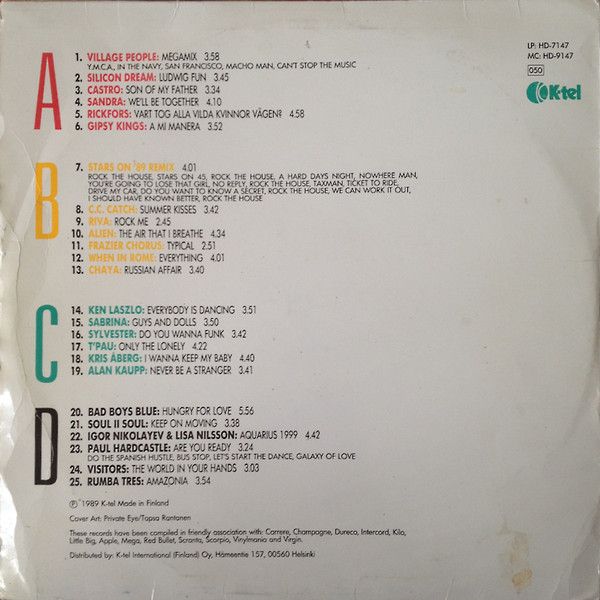 LP: HD-7147
MC: HD-9147
050
K-tel
A
1. VILLAGE PEOPLE: MEGAMIX 3.58
Y.M.C.A., IN THE NAVY, SAN FRANCISCO, MACHO MAN, CAN'T STOP THE MUSIC
2. SILICON DREAM: LUDWIG FUN 3.45
3. CASTRO: SON OF MY FATHER 3.34
4. SANDRA: WE'LL BE TOGETHER 4.10
5. RICKFORS: VART TOG ALLA VILDA KVINNOR VÄGEN? 4.58
6. GIPSY KINGS: A MI MANERA 3.52
B
7. STARS ON '89 REMIX 4.01
ROCK THE HOUSE, STARS ON 45, ROCK THE HOUSE, A HARD DAYS NIGHT, NOWHERE MAN,
YOU'RE GOING TO LOSE THAT GIRL, NO REPLY, ROCK THE HOUSE, TAXMAN, TICKET TO RIDE,
DRIVE MY CAR, DO YOU WANT TO KNOW A SECRET, ROCK THE HOUSE, WE CAN WORK IT OUT,
I SHOULD HAVE KNOWN BETTER, ROCK THE HOUSE
8. C.C. CATCH: SUMMER KISSES 3.42
9. RIVA: ROCK ME 2.45
10. ALIEN: THE AIR THAT I BREATHE 4.34
11. FRAZIER CHORUS: TYPICAL 2.51
12. WHEN IN ROME: EVERYTHING 4.01
13. CHAYA: RUSSIAN AFFAIR 3.40
C
14. KEN LASZLO: EVERYBODY IS DANCING 3.51
15. SABRINA: GUYS AND DOLLS 3.50
16. SYLVESTER: DO YOU WANNA FUNK 3.42
17. T'PAU: ONLY THE LONELY 4.22
18. KRIS ÅBERG: I WANNA KEEP MY BABY 4.40
19. ALAN KAUPP: NEVER BE A STRANGER 3.41
D
20. BAD BOYS BLUE: HUNGRY FOR LOVE 5.56
21. SOUL II SOUL: KEEP ON MOVING 3.38
22. IGOR NIKOLAYEV & LISA NILSSON: AQUARIUS 1999 4.42
23. PAUL HARDCASTLE: ARE YOU READY 3.24
DO THE SPANISH HUSTLE, BUS STOP, LET'S START THE DANCE, GALAXY OF LOVE
24. VISITORS: THE WORLD IN YOUR HANDS 3.03
25. RUMBA TRES: AMAZONIA 3.54
℗ 1989 K-tel Made in Finland
Cover Art: Private Eye/Tapsa Rantanen
These records have been compiled in friendly association with: Carrere, Champagne, Dureco, Intercord, Kilo,
Little Big, Apple, Mega, Red Bullet, Scranta, Scorpio, Vinylmania and Virgin.
Distributed by: K-tel International (Finland) Oy, Hämeentie 157, 00560 Helsinki